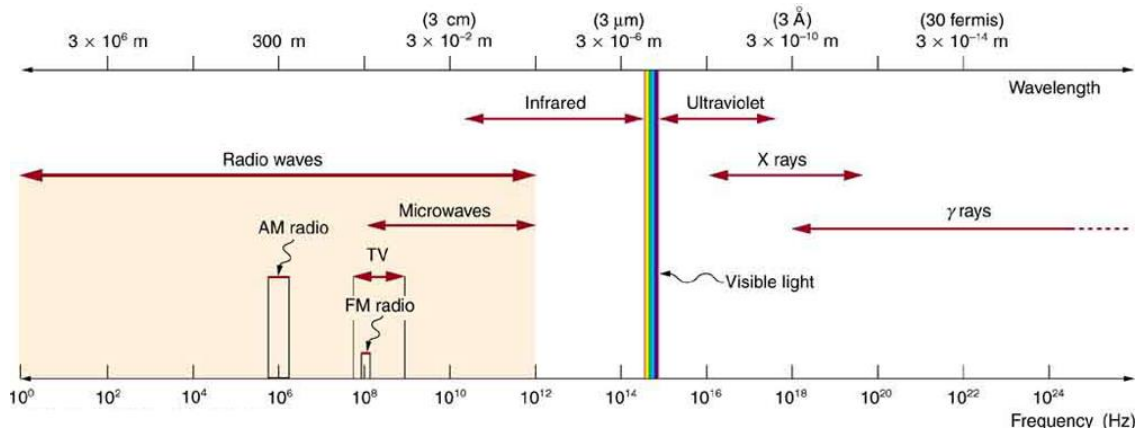 (3 cm) (3 μm) (3 Å) (30 fermis)
3 × 10⁶ m 300 m 3 × 10⁻² m 3 × 10⁻⁶ m 3 × 10⁻¹⁰ m 3 × 10⁻¹⁴ m
Wavelength
Infrared Ultraviolet
Radio waves X rays
Microwaves γ rays
AM radio
TV
Visible light
FM radio
10⁰ 10² 10⁴ 10⁶ 10⁸ 10¹⁰ 10¹² 10¹⁴ 10¹⁶ 10¹⁸ 10²⁰ 10²² 10²⁴
Frequency (Hz)